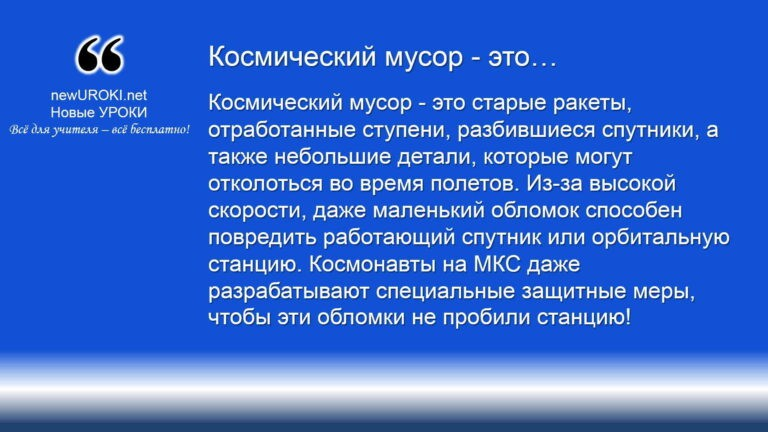 newUROKI.net
Новые УРОКИ
Всё для учителя – всё бесплатно!
Космический мусор - это…
Космический мусор - это старые ракеты,
отработанные ступени, разбившиеся спутники, а
также небольшие детали, которые могут
отколоться во время полетов. Из-за высокой
скорости, даже маленький обломок способен
повредить работающий спутник или орбитальную
станцию. Космонавты на МКС даже
разрабатывают специальные защитные меры,
чтобы эти обломки не пробили станцию!